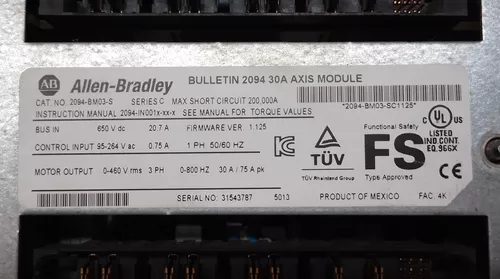 AB Allen-Bradley BULLETIN 2094 30A AXIS MODULE
CAT. NO. 2094-BM03-S SERIES C MAX SHORT CIRCUIT 200,000A
INSTRUCTION MANUAL 2094-IN001x-xx-x SEE MANUAL FOR TORQUE VALUES
*2094-BM03-SC1125*
BUS IN 650 V dc 20.7 A FIRMWARE VER 1.125
CONTROL INPUT 95-264 V ac 0.75 A 1 PH 50/60 HZ
MOTOR OUTPUT 0-460 V rms 3 PH 0-800 HZ 30 A / 75 A pk
SERIAL NO: 31543787 5013
TÜV
TÜV Rheinland Group
Functional Safety
FS
Type Approved
c UL US
LISTED
IND.CONT.
EQ.966X
PRODUCT OF MEXICO FAC. 4K